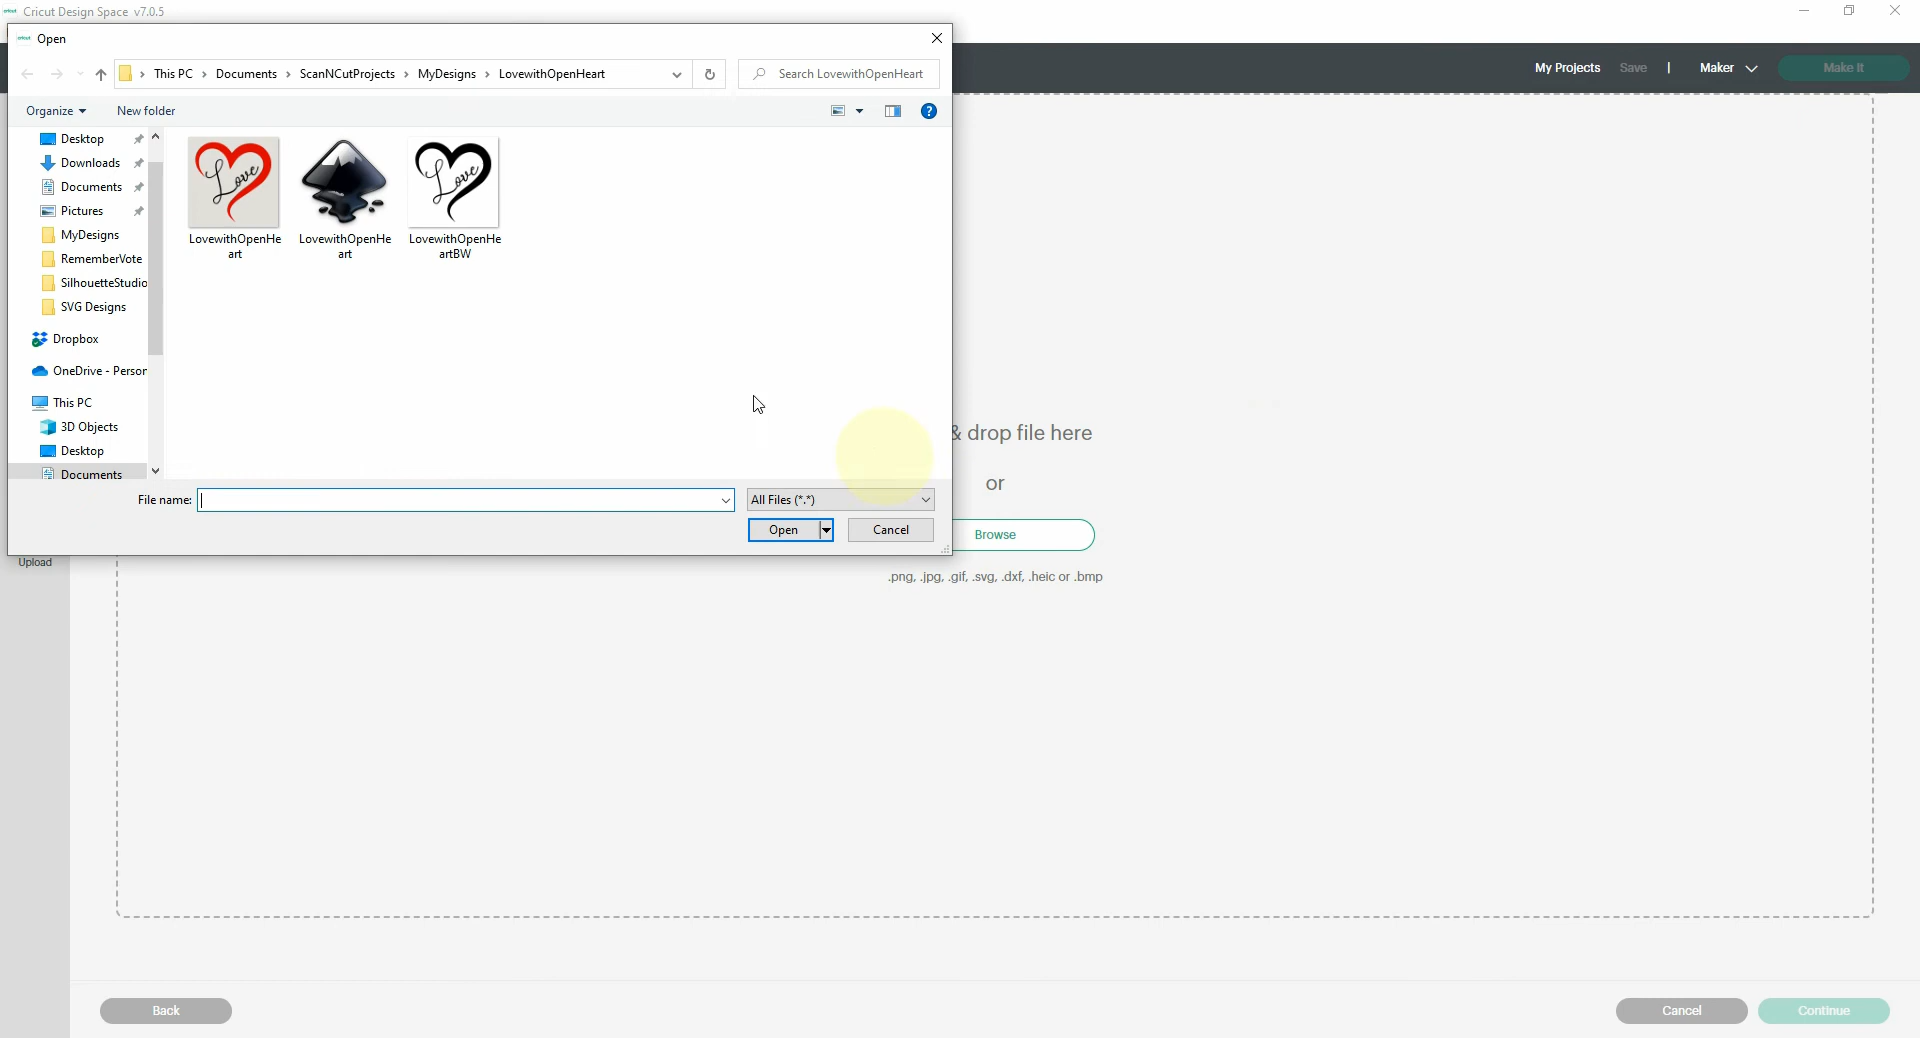 cricut Cricut Design Space v7.0.5
cricut Open
My Projects Save | Maker Make It
This PC > Documents > ScanNCutProjects > MyDesigns > LovewithOpenHeart
Search LovewithOpenHeart
Organize New folder
Desktop
Downloads
Documents
Pictures
MyDesigns
RememberVote
SilhouetteStudio
SVG Designs
Dropbox
OneDrive - Person
This PC
3D Objects
Desktop
Documents
Love
Love
LovewithOpenHe
art
LovewithOpenHe
art
LovewithOpenHe
artBW
File name:
All Files (*.*)
Open
Cancel
& drop file here
or
Browse
.png, .jpg, .gif, .svg, .dxf, .heic or .bmp
Upload
Back
Cancel
Continue